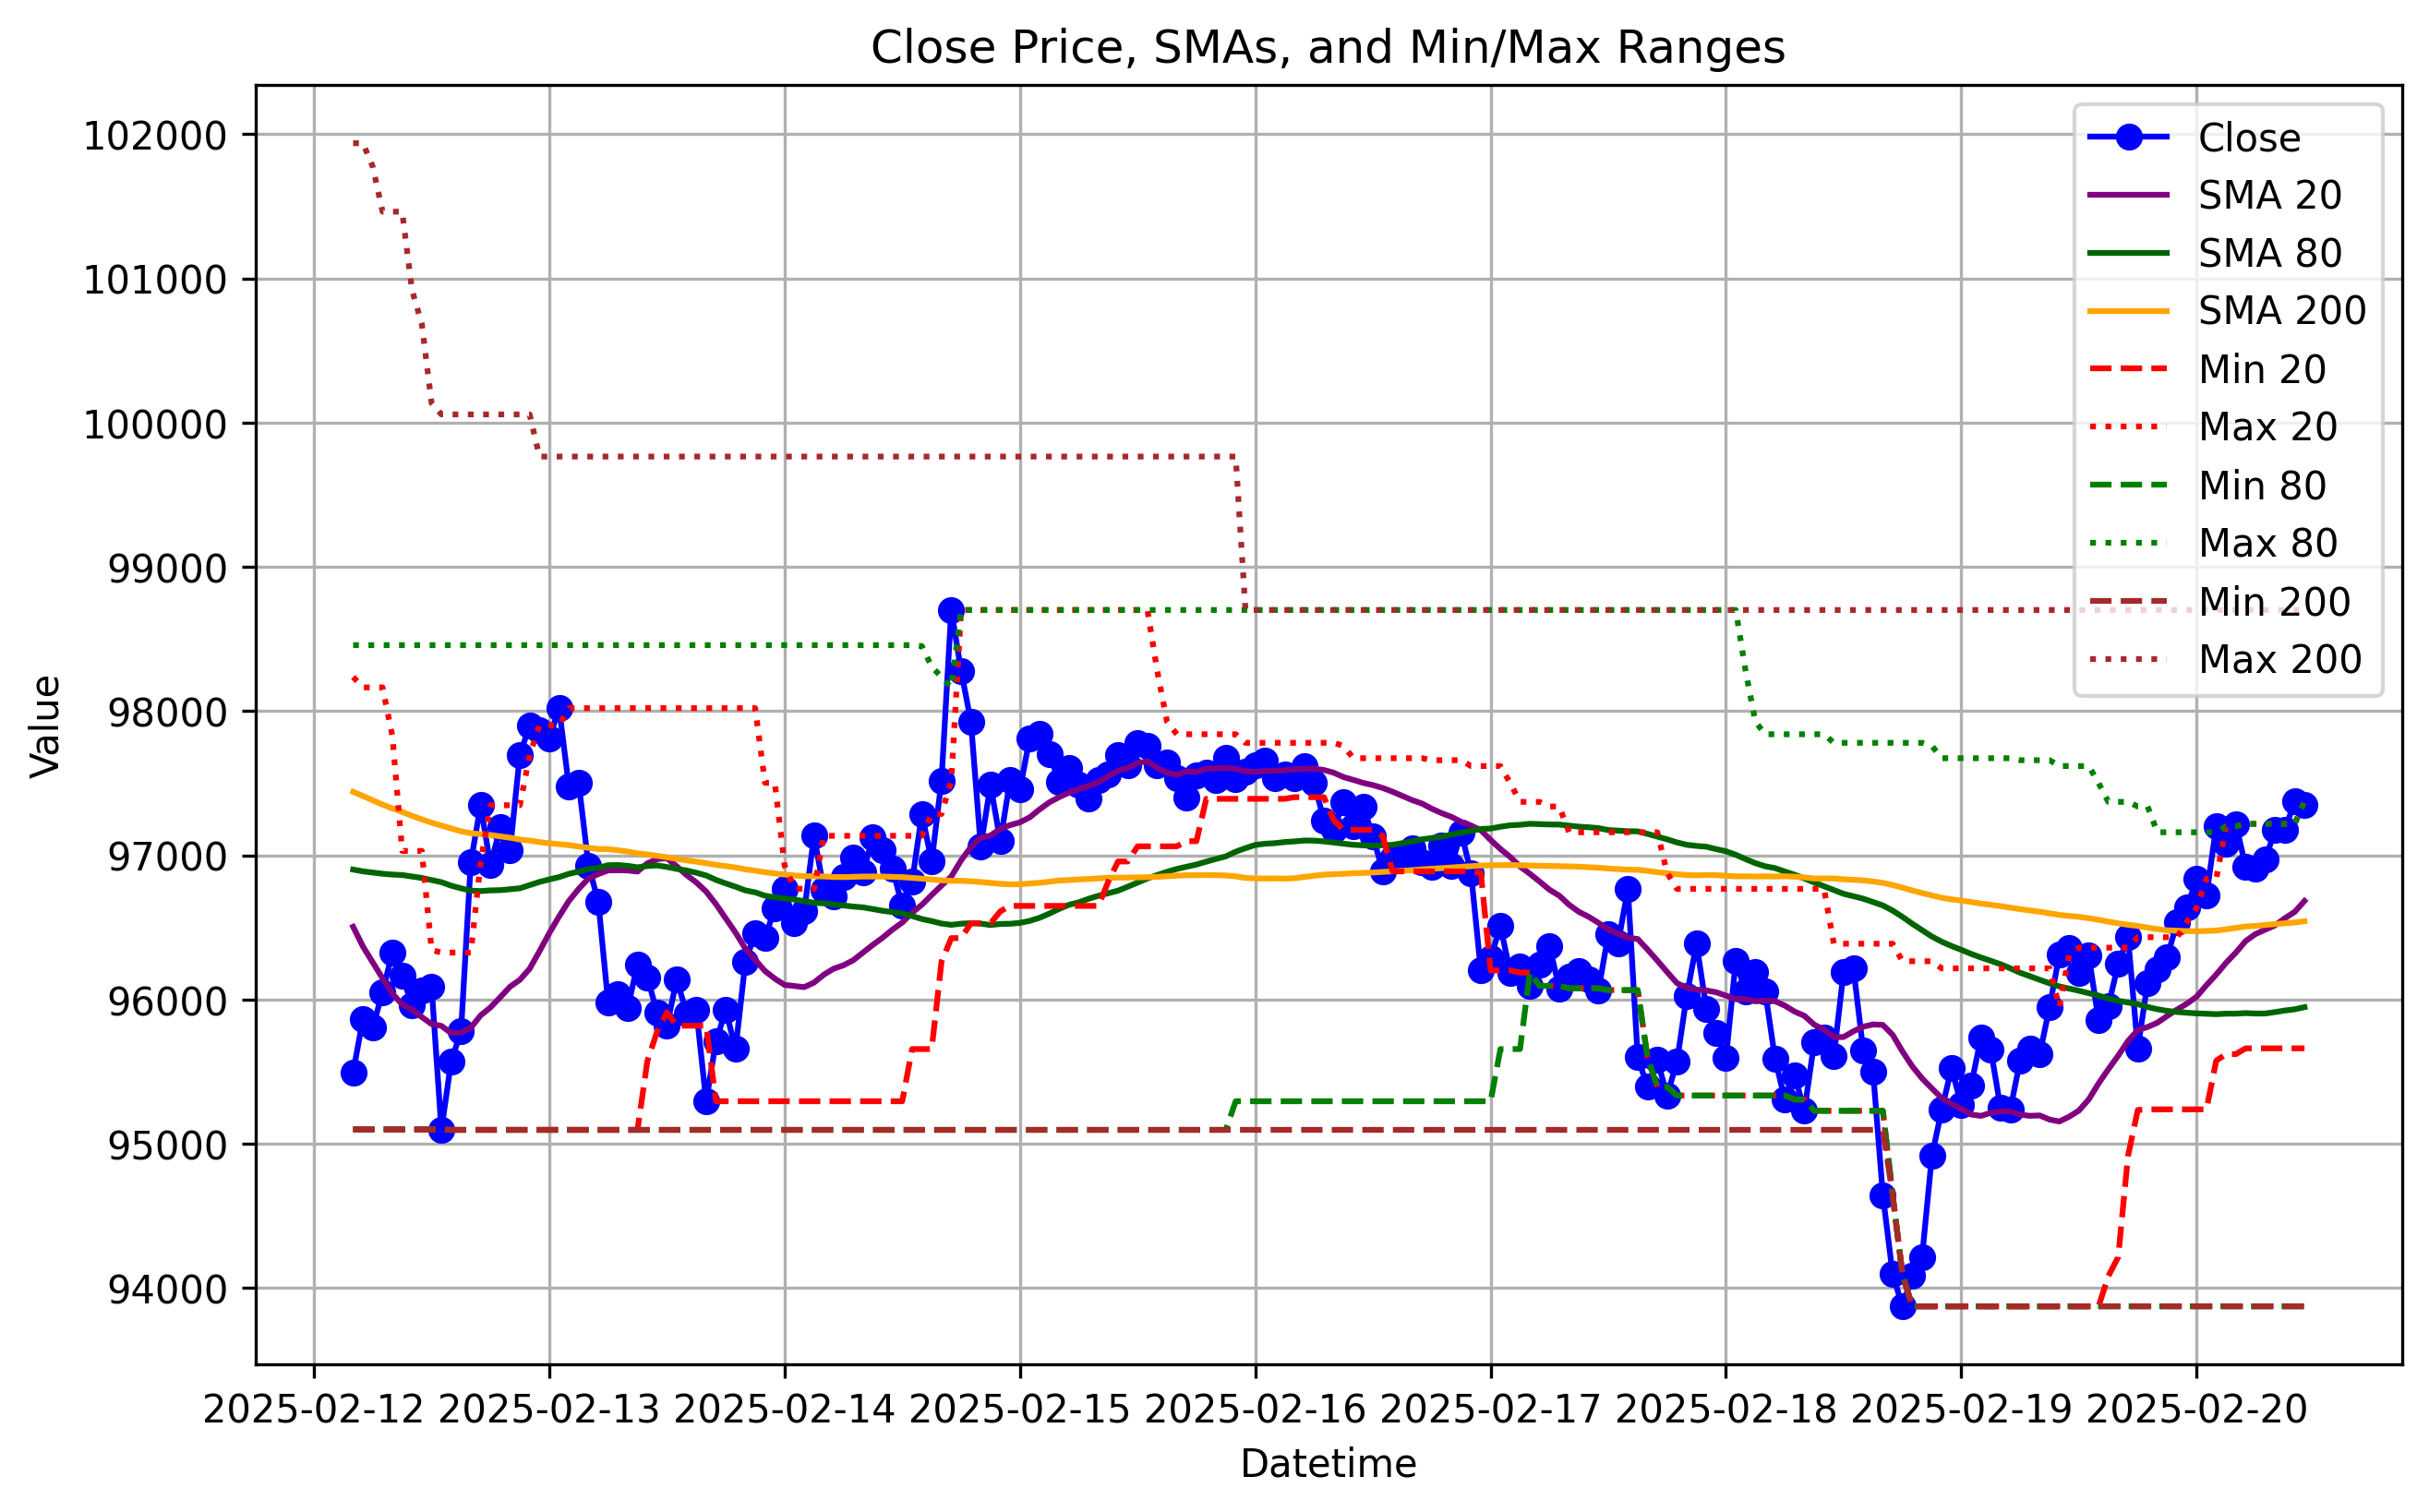 Close Price, SMAs, and Min/Max Ranges
102000
101000
100000
99000
98000
97000
96000
95000
94000
Value
Close
SMA 20
SMA 80
SMA 200
Min 20
Max 20
Min 80
Max 80
Min 200
Max 200
2025-02-12 2025-02-13 2025-02-14 2025-02-15 2025-02-16 2025-02-17 2025-02-18 2025-02-19 2025-02-20
Datetime